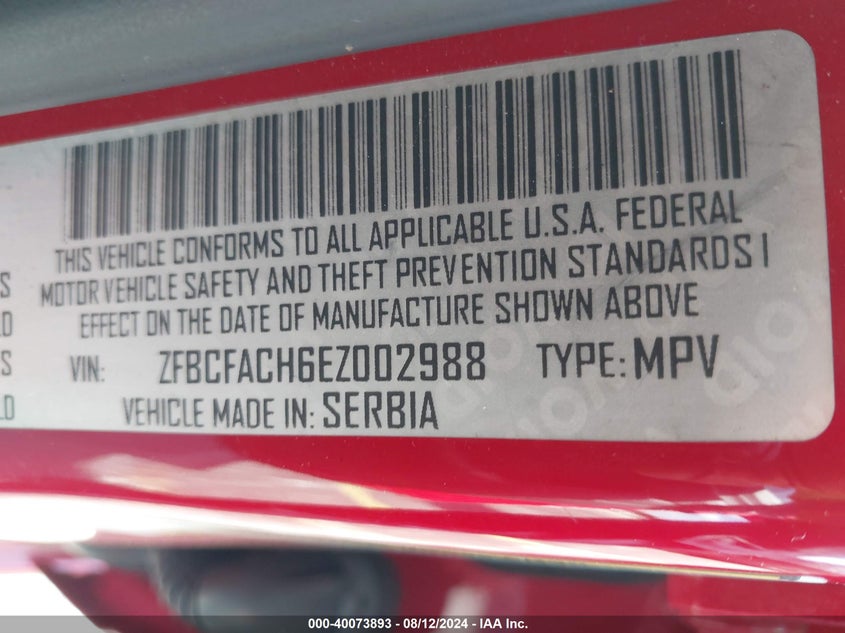 THIS VEHICLE CONFORMS TO ALL APPLICABLE U.S.A. FEDERAL
S MOTOR VEHICLE SAFETY AND THEFT PREVENTION STANDARDS I
EFFECT ON THE DATE OF MANUFACTURE SHOWN ABOVE
S VIN: ZFBCFACH6EZ002988 TYPE: MPV
VEHICLE MADE IN: SERBIA
VOID
000-40073893 - 08/12/2024 - IAA Inc.